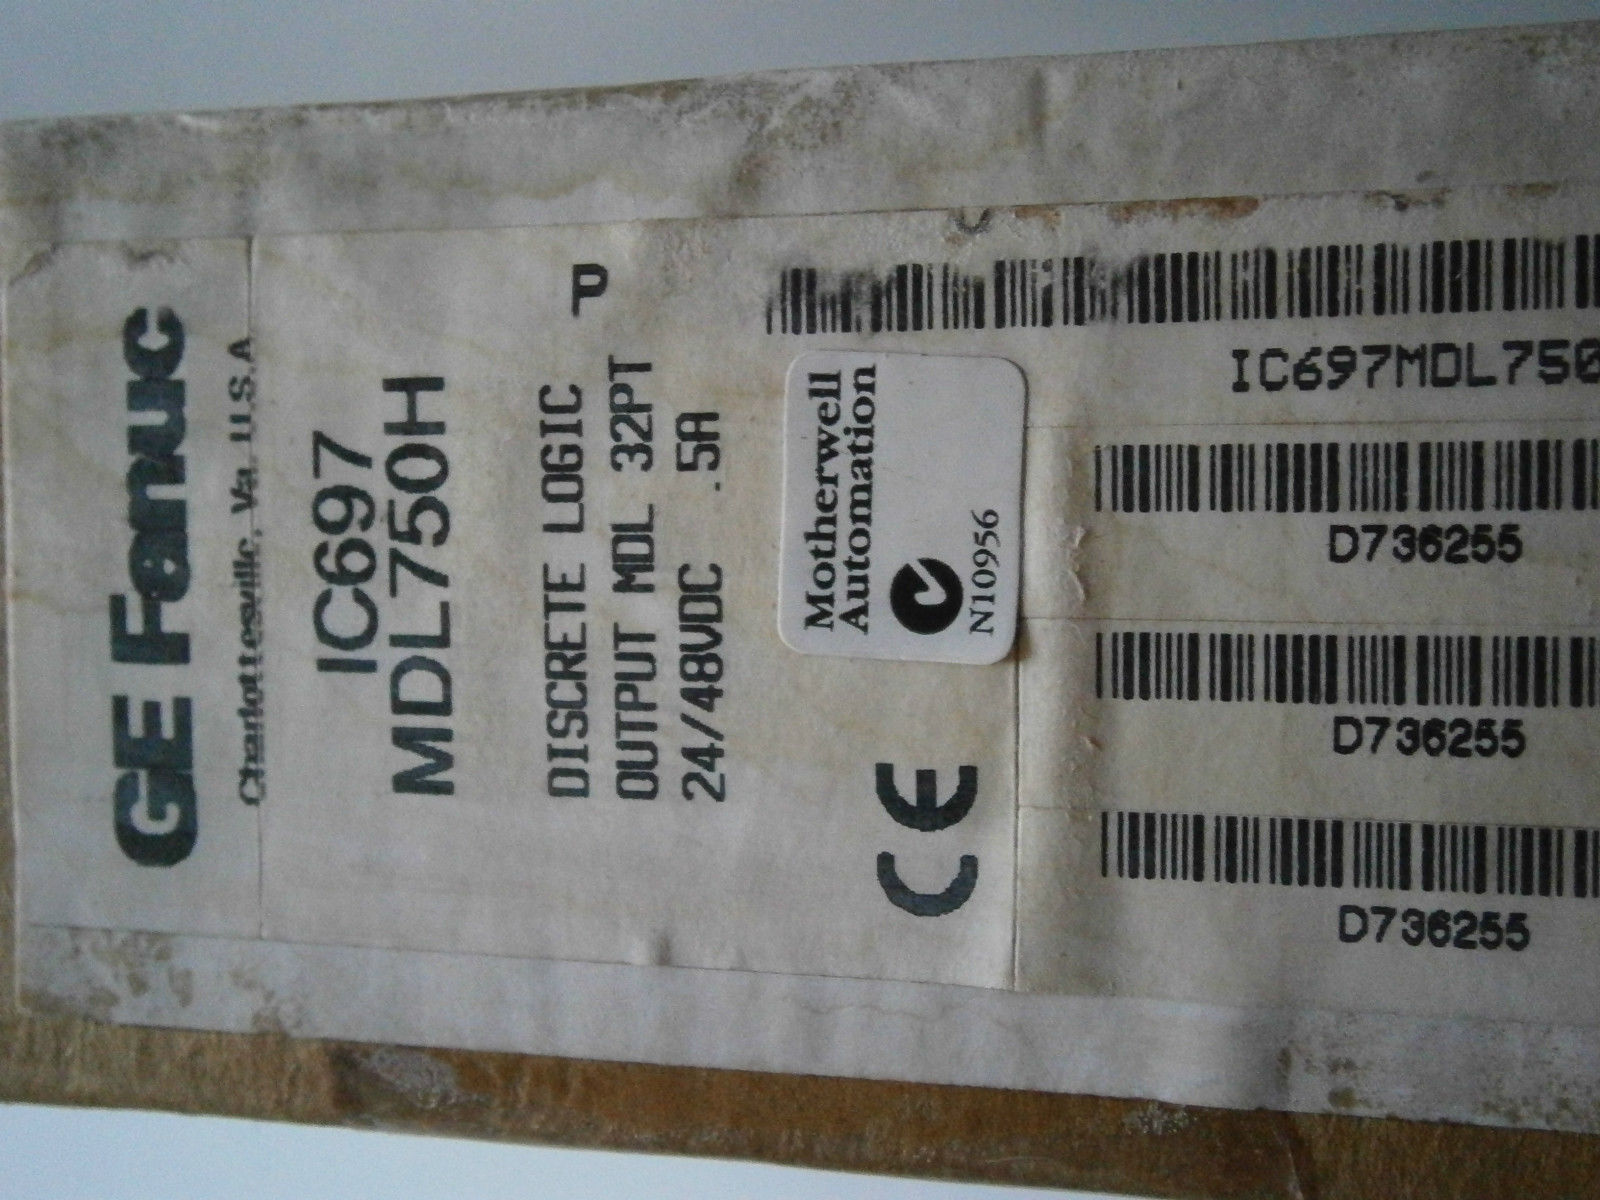 GE Fanuc
Charlottesville, Va. U.S.A
IC697
MDL750H
P
DISCRETE LOGIC
OUTPUT MDL 32PT
24/48VDC .5A
Motherwell
Automation
N10956
CE
IC697MDL750
D736255
D736255
D736255